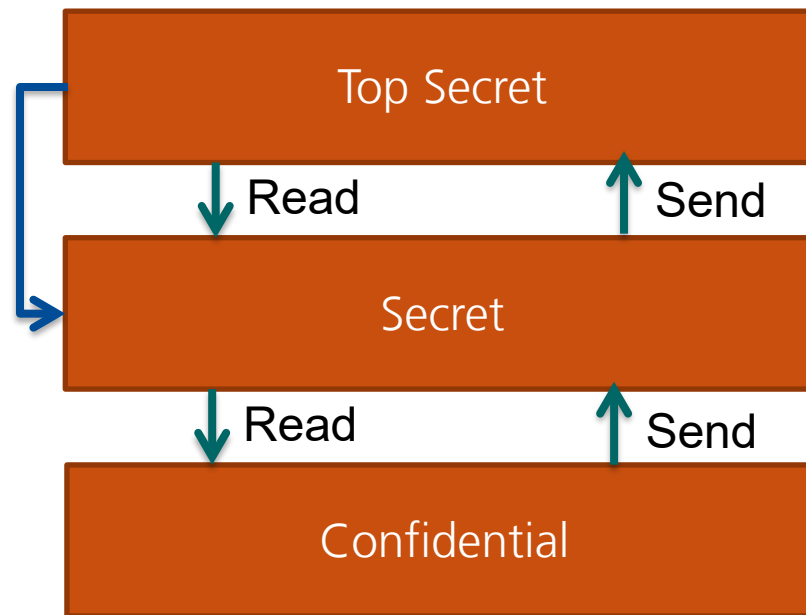 Top Secret
Read
Send
Secret
Read
Send
Confidential